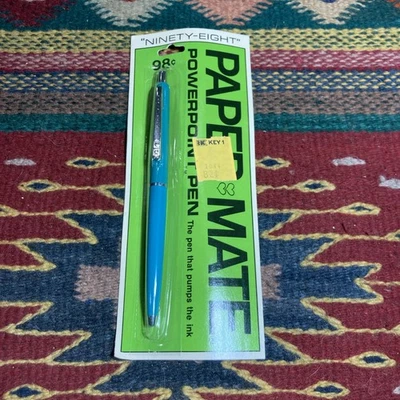 "NINETY-EIGHT"
98¢
PAPER MATE
POWERPOINT PEN
The pen that pumps the ink